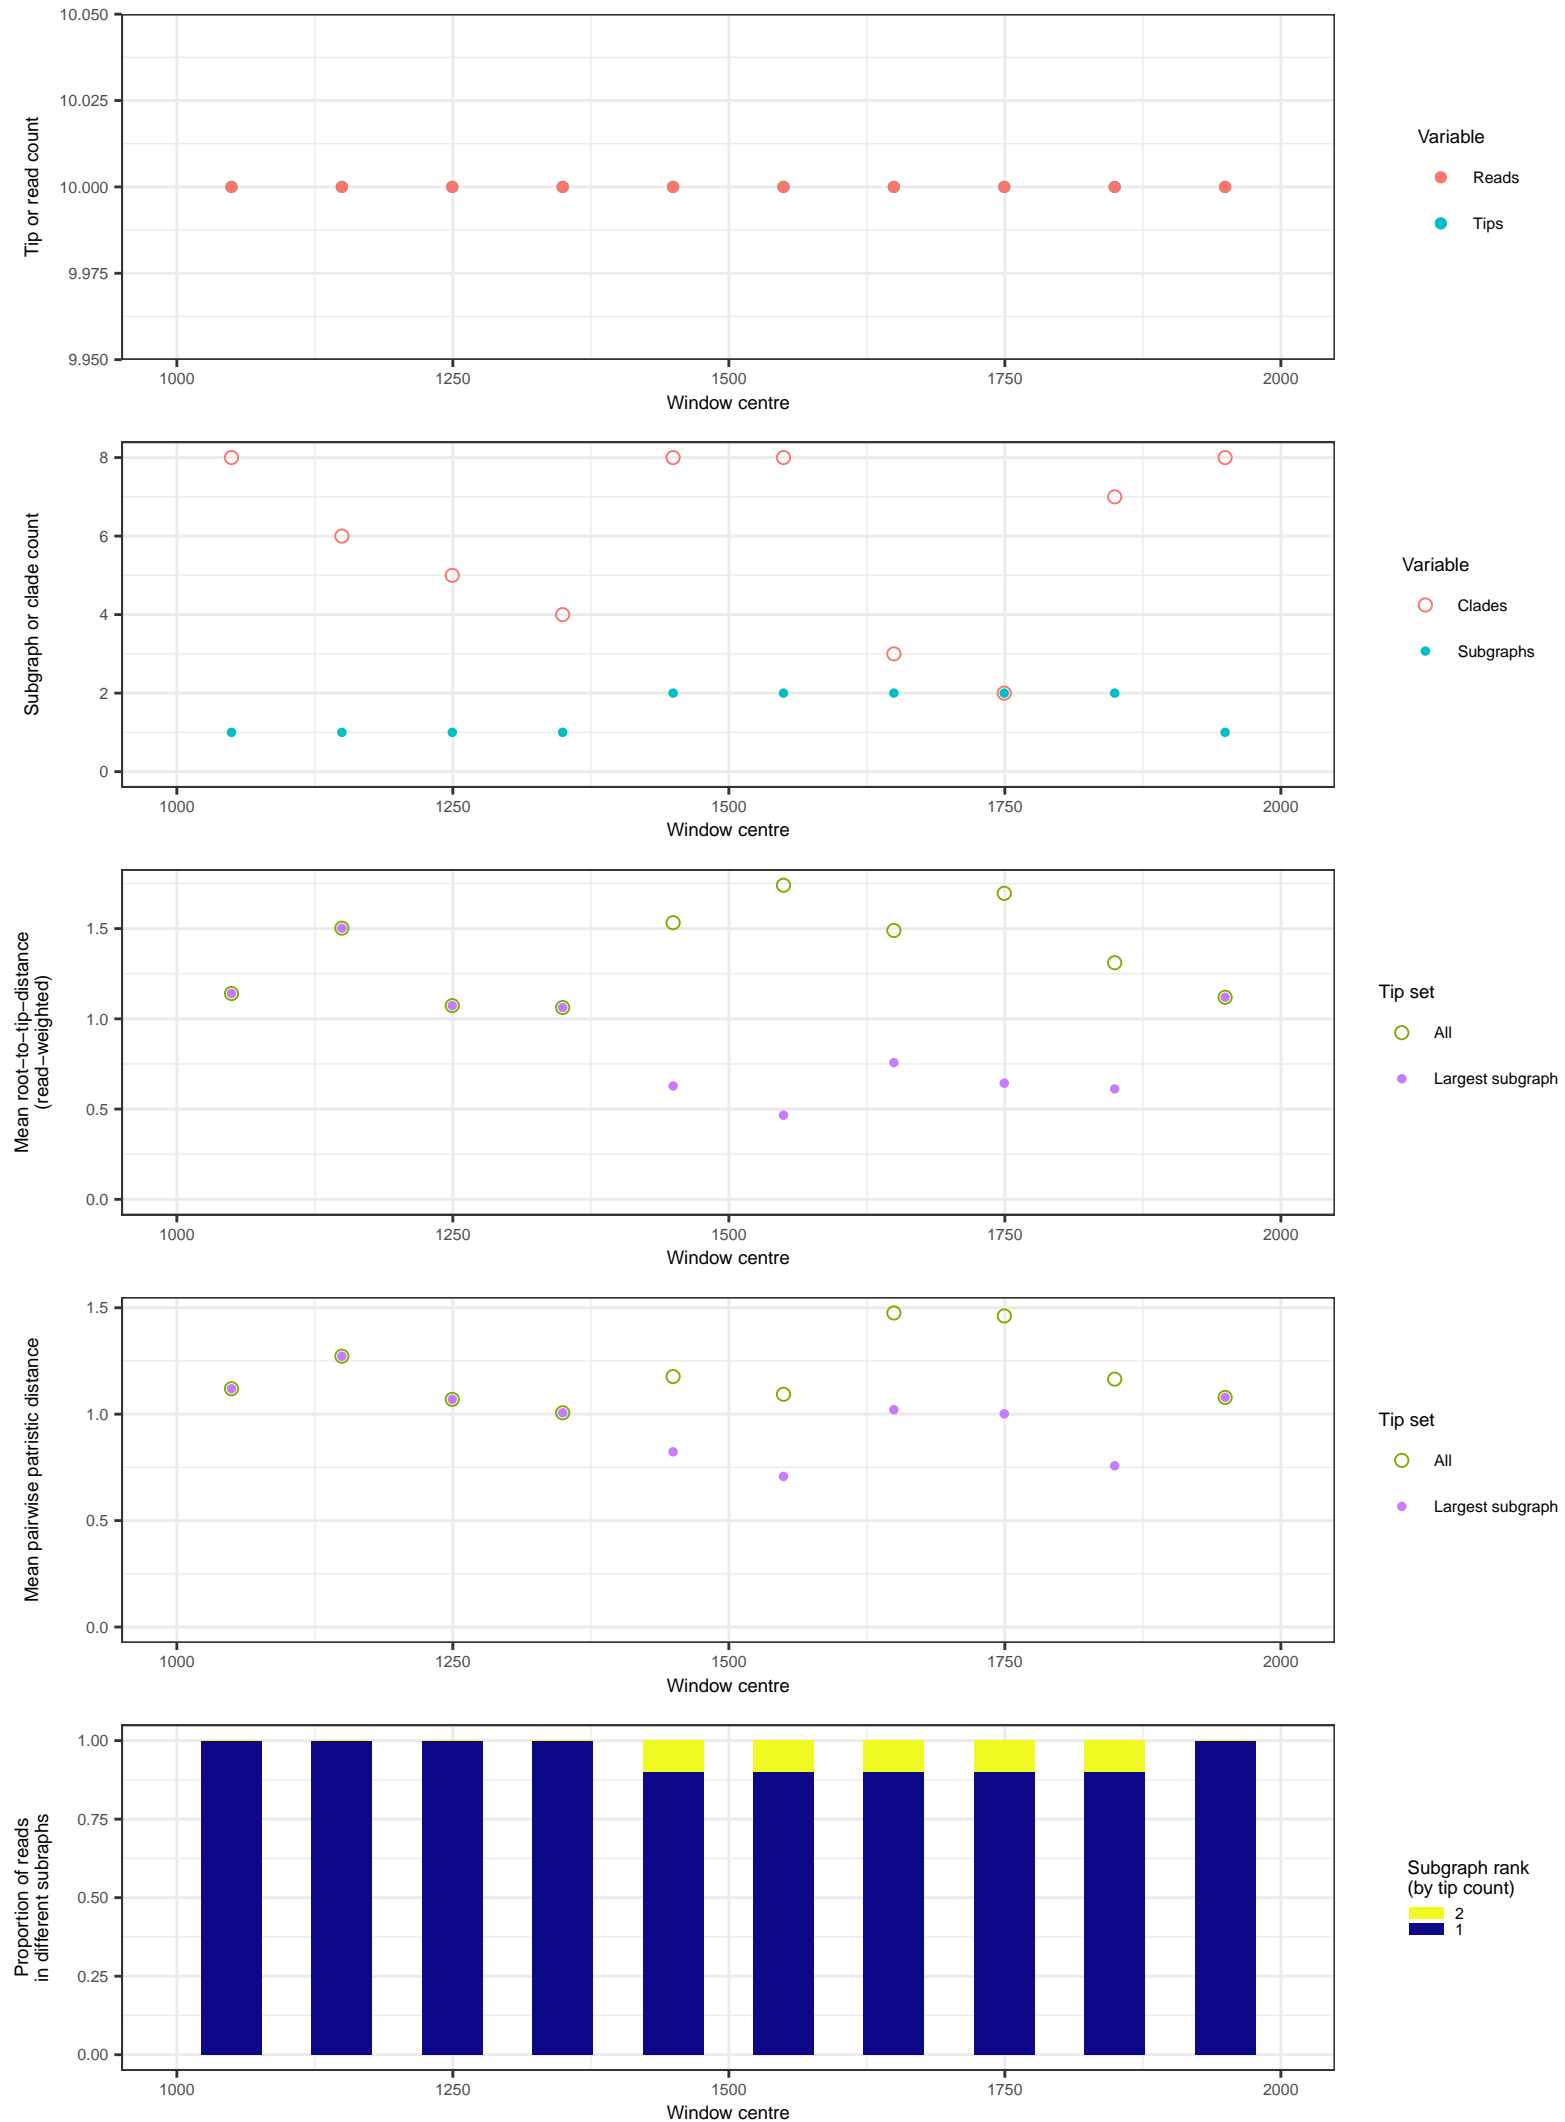 10.050
10.025
10.000
9.975
9.950
Tip or read count
1000 1250 1500 1750 2000
Window centre
Variable
Reads
Tips
8
6
4
2
0
Subgraph or clade count
1000 1250 1500 1750 2000
Window centre
Variable
Clades
Subgraphs
1.5
1.0
0.5
0.0
Mean root−to−tip−distance
(read−weighted)
1000 1250 1500 1750 2000
Window centre
Tip set
All
Largest subgraph
1.5
1.0
0.5
0.0
Mean pairwise patristic distance
1000 1250 1500 1750 2000
Window centre
Tip set
All
Largest subgraph
1.00
0.75
0.50
0.25
0.00
Proportion of reads
in different subraphs
1000 1250 1500 1750 2000
Window centre
Subgraph rank
(by tip count)
2
1